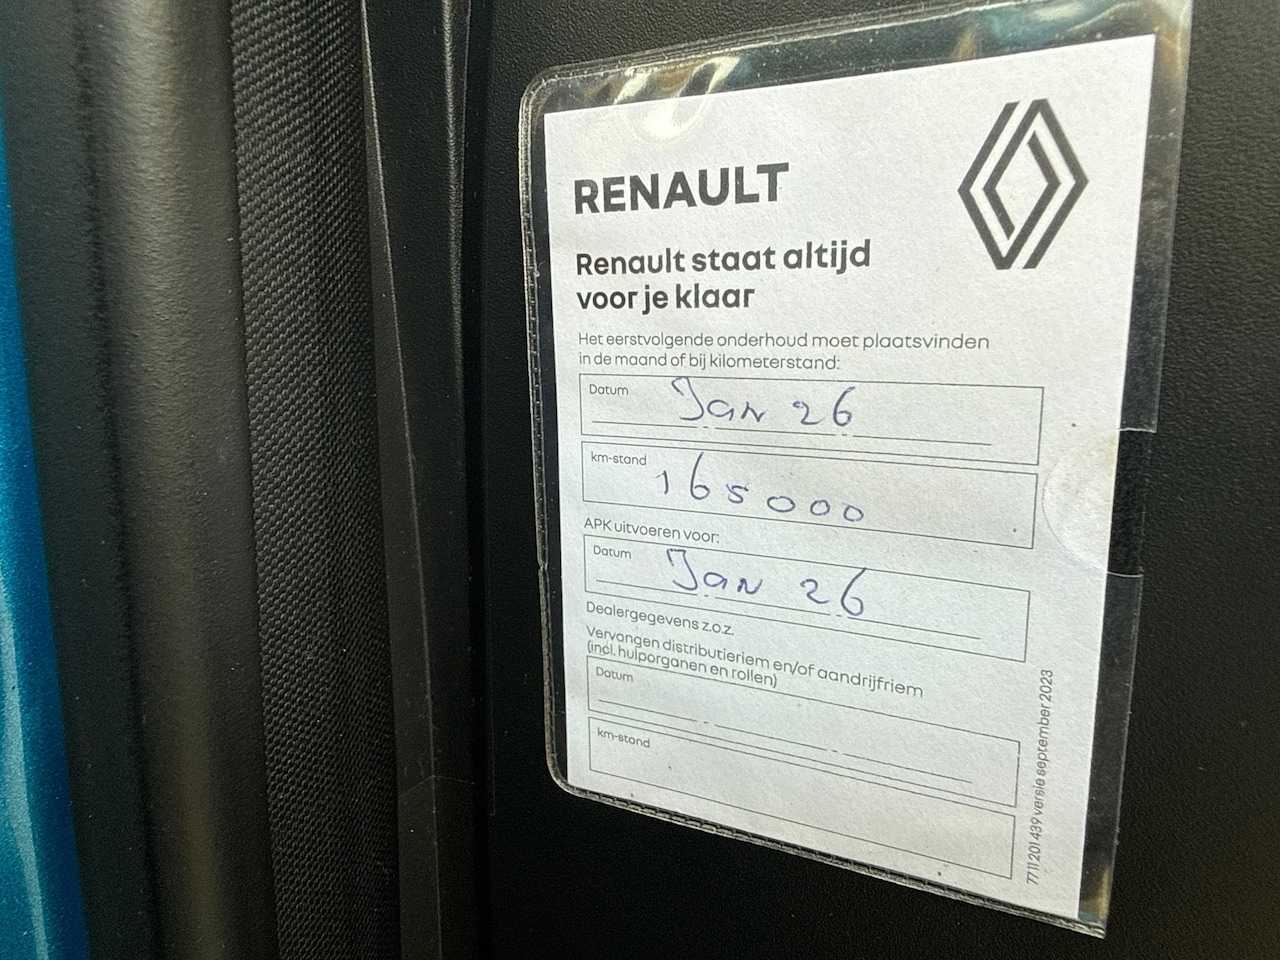 RENAULT
Renault staat altijd
voor je klaar
Het eerstvolgende onderhoud moet plaatsvinden
in de maand of bij kilometerstand:
Datum Jan 26
km-stand 165000
APK uitvoeren voor:
Datum Jan 26
Dealergegevens z.o.z.
Vervangen distributieriem en/of aandrijfriem
(incl. hulporganen en rollen)
Datum
km-stand
77 11 201 439 versie september 2023